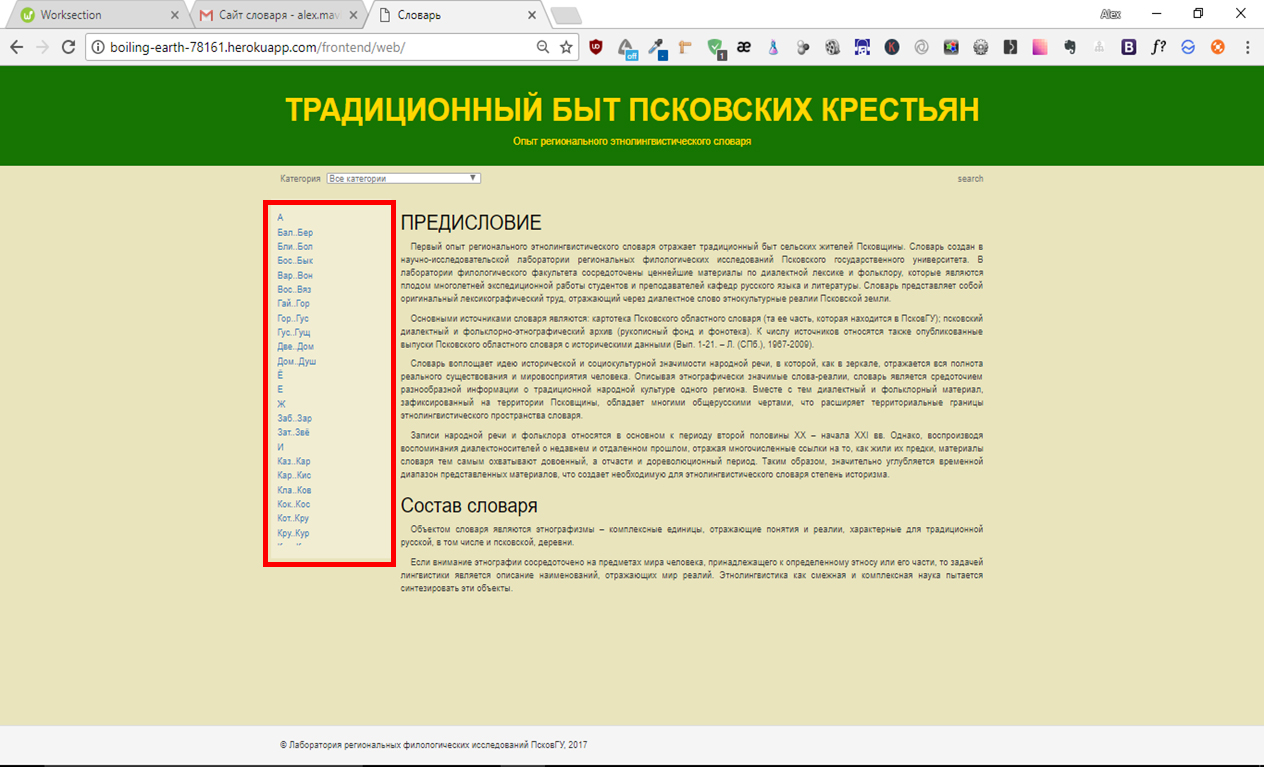 Worksection
Сайт словаря - alex.mav
Словарь
Alex
boiling-earth-78161.herokuapp.com/frontend/web/
ТРАДИЦИОННЫЙ БЫТ ПСКОВСКИХ КРЕСТЬЯН
Опыт регионального этнолингвистического словаря
Категория Все категории search
А
Бал..Бер
Бли..Бол
Бос..Бык
Вар..Вон
Вос..Вяз
Гай..Гор
Гор..Гус
Гус..Гущ
Две..Дом
Дом..Душ
Ё
Е
Ж
Заб..Зар
Зат..Звё
И
Каз..Кар
Кар..Кис
Кла..Ков
Кок..Кос
Кот..Кру
Кру..Кур
ПРЕДИСЛОВИЕ
Первый опыт регионального этнолингвистического словаря отражает традиционный быт сельских жителей Псковщины. Словарь создан в
научно-исследовательской лаборатории региональных филологических исследований Псковского государственного университета. В
лаборатории филологического факультета сосредоточены ценнейшие материалы по диалектной лексике и фольклору, которые являются
плодом многолетней экспедиционной работы студентов и преподавателей кафедр русского языка и литературы. Словарь представляет собой
оригинальный лексикографический труд, отражающий через диалектное слово этнокультурные реалии Псковской земли.
Основными источниками словаря являются: картотека Псковского областного словаря (та ее часть, которая находится в ПсковГУ); псковский
диалектный и фольклорно-этнографический архив (рукописный фонд и фонотека). К числу источников относятся также опубликованные
выпуски Псковского областного словаря с историческими данными (Вып. 1-21. – Л. (СПб.), 1967-2009).
Словарь воплощает идею исторической и социокультурной значимости народной речи, в которой, как в зеркале, отражается вся полнота
реального существования и мировосприятия человека. Описывая этнографически значимые слова-реалии, словарь является средоточием
разнообразной информации о традиционной народной культуре одного региона. Вместе с тем диалектный и фольклорный материал,
зафиксированный на территории Псковщины, обладает многими общерусскими чертами, что расширяет территориальные границы
этнолингвистического пространства словаря.
Записи народной речи и фольклора относятся в основном к периоду второй половины XX – начала XXI вв. Однако, воспроизводя
воспоминания диалектоносителей о недавнем и отдаленном прошлом, отражая многочисленные ссылки на то, как жили их предки, материалы
словаря тем самым охватывают довоенный, а отчасти и дореволюционный период. Таким образом, значительно углубляется временной
диапазон представленных материалов, что создает необходимую для этнолингвистического словаря степень историзма.
Состав словаря
Объектом словаря являются этнографизмы – комплексные единицы, отражающие понятия и реалии, характерные для традиционной
русской, в том числе и псковской, деревни.
Если внимание этнографии сосредоточено на предметах мира человека, принадлежащего к определенному этносу или его части, то задачей
лингвистики является описание наименований, отражающих мир реалий. Этнолингвистика как смежная и комплексная наука пытается
синтезировать эти объекты.
© Лаборатория региональных филологических исследований ПсковГУ, 2017